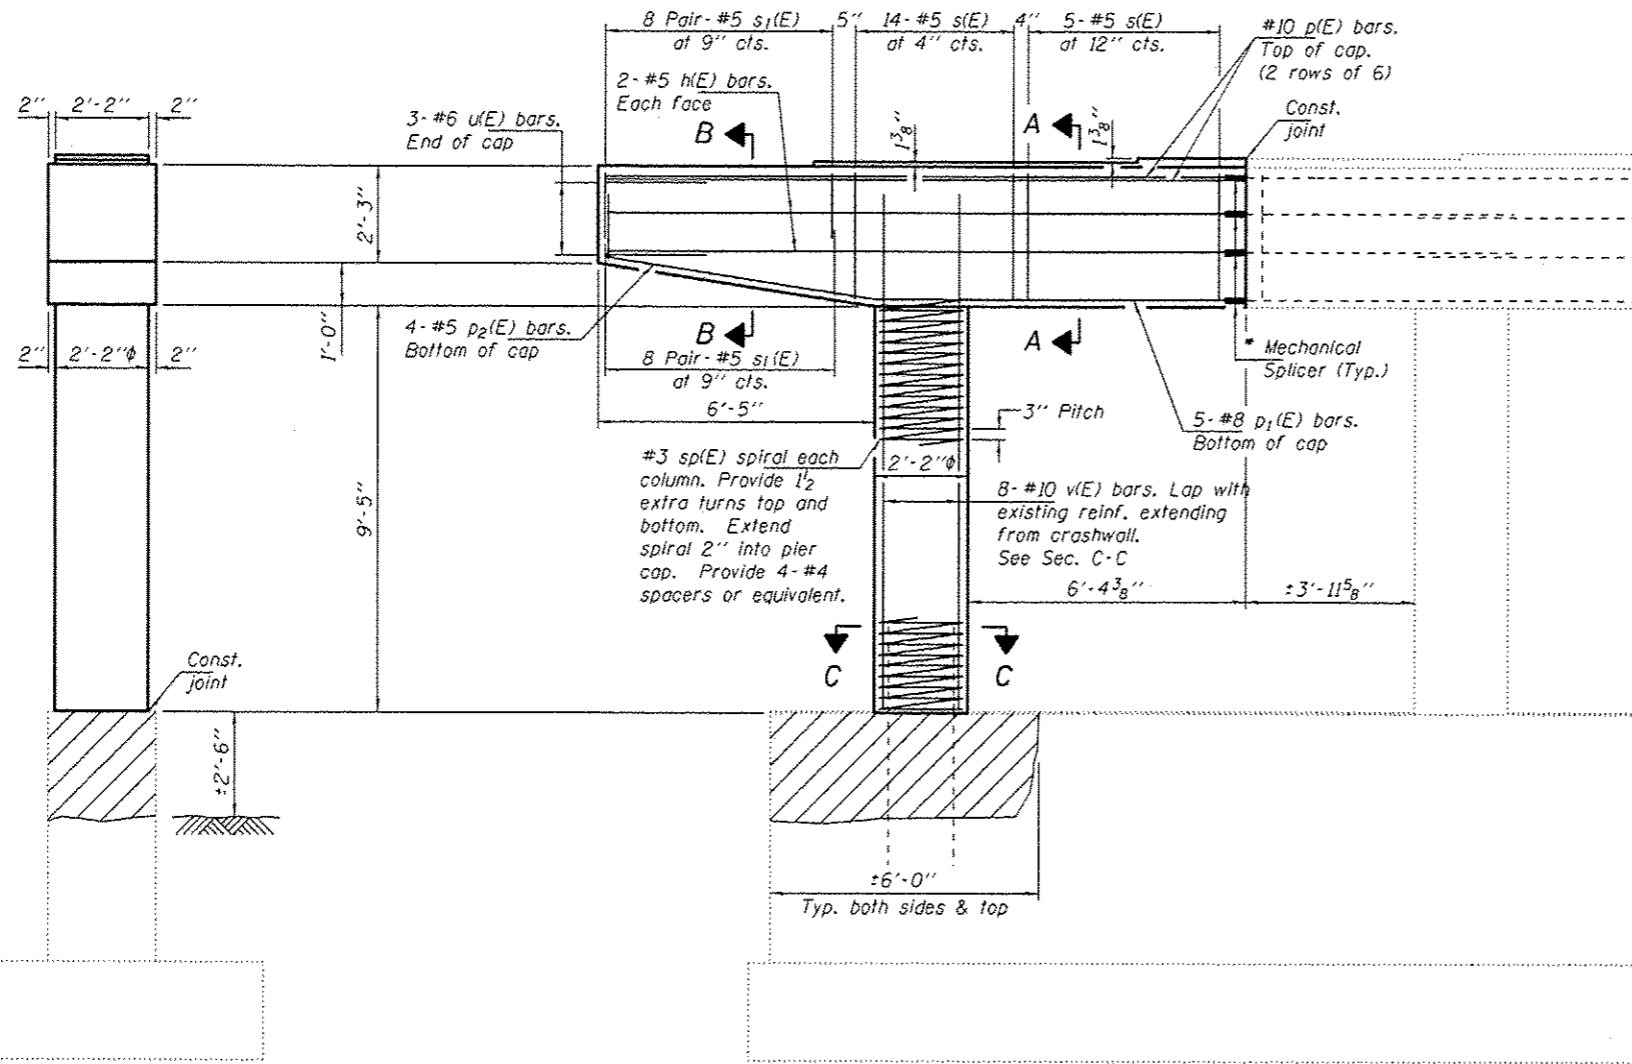 8 Pair- #5 s1(E)
at 9'' cts.
5''
14- #5 s(E)
at 4'' cts.
4''
5- #5 s(E)
at 12'' cts.
#10 p(E) bars.
Top of cap.
(2 rows of 6)
Const.
joint
2''
2'-2''
2''
3- #6 u(E) bars.
End of cap
2- #5 h(E) bars.
Each face
B
1 3/8''
A
1 3/8''
2'-3''
1'-0''
4- #5 p2(E) bars.
Bottom of cap
B
A
8 Pair- #5 s1(E)
at 9'' cts.
6'-5''
* Mechanical
Splicer (Typ.)
5- #8 p1(E) bars.
Bottom of cap
2''
2'-2''ϕ
2''
3'' Pitch
9'-5''
#3 sp(E) spiral each
column. Provide 1 1/2
extra turns top and
bottom. Extend
spiral 2'' into pier
cap. Provide 4- #4
spacers or equivalent.
2'-2''ϕ
8- #10 v(E) bars. Lap with
existing reinf. extending
from crashwall.
See Sec. C-C
6'-4 3/8''
±3'-11 5/8''
C
C
Const.
joint
±2'-6''
±6'-0''
Typ. both sides & top